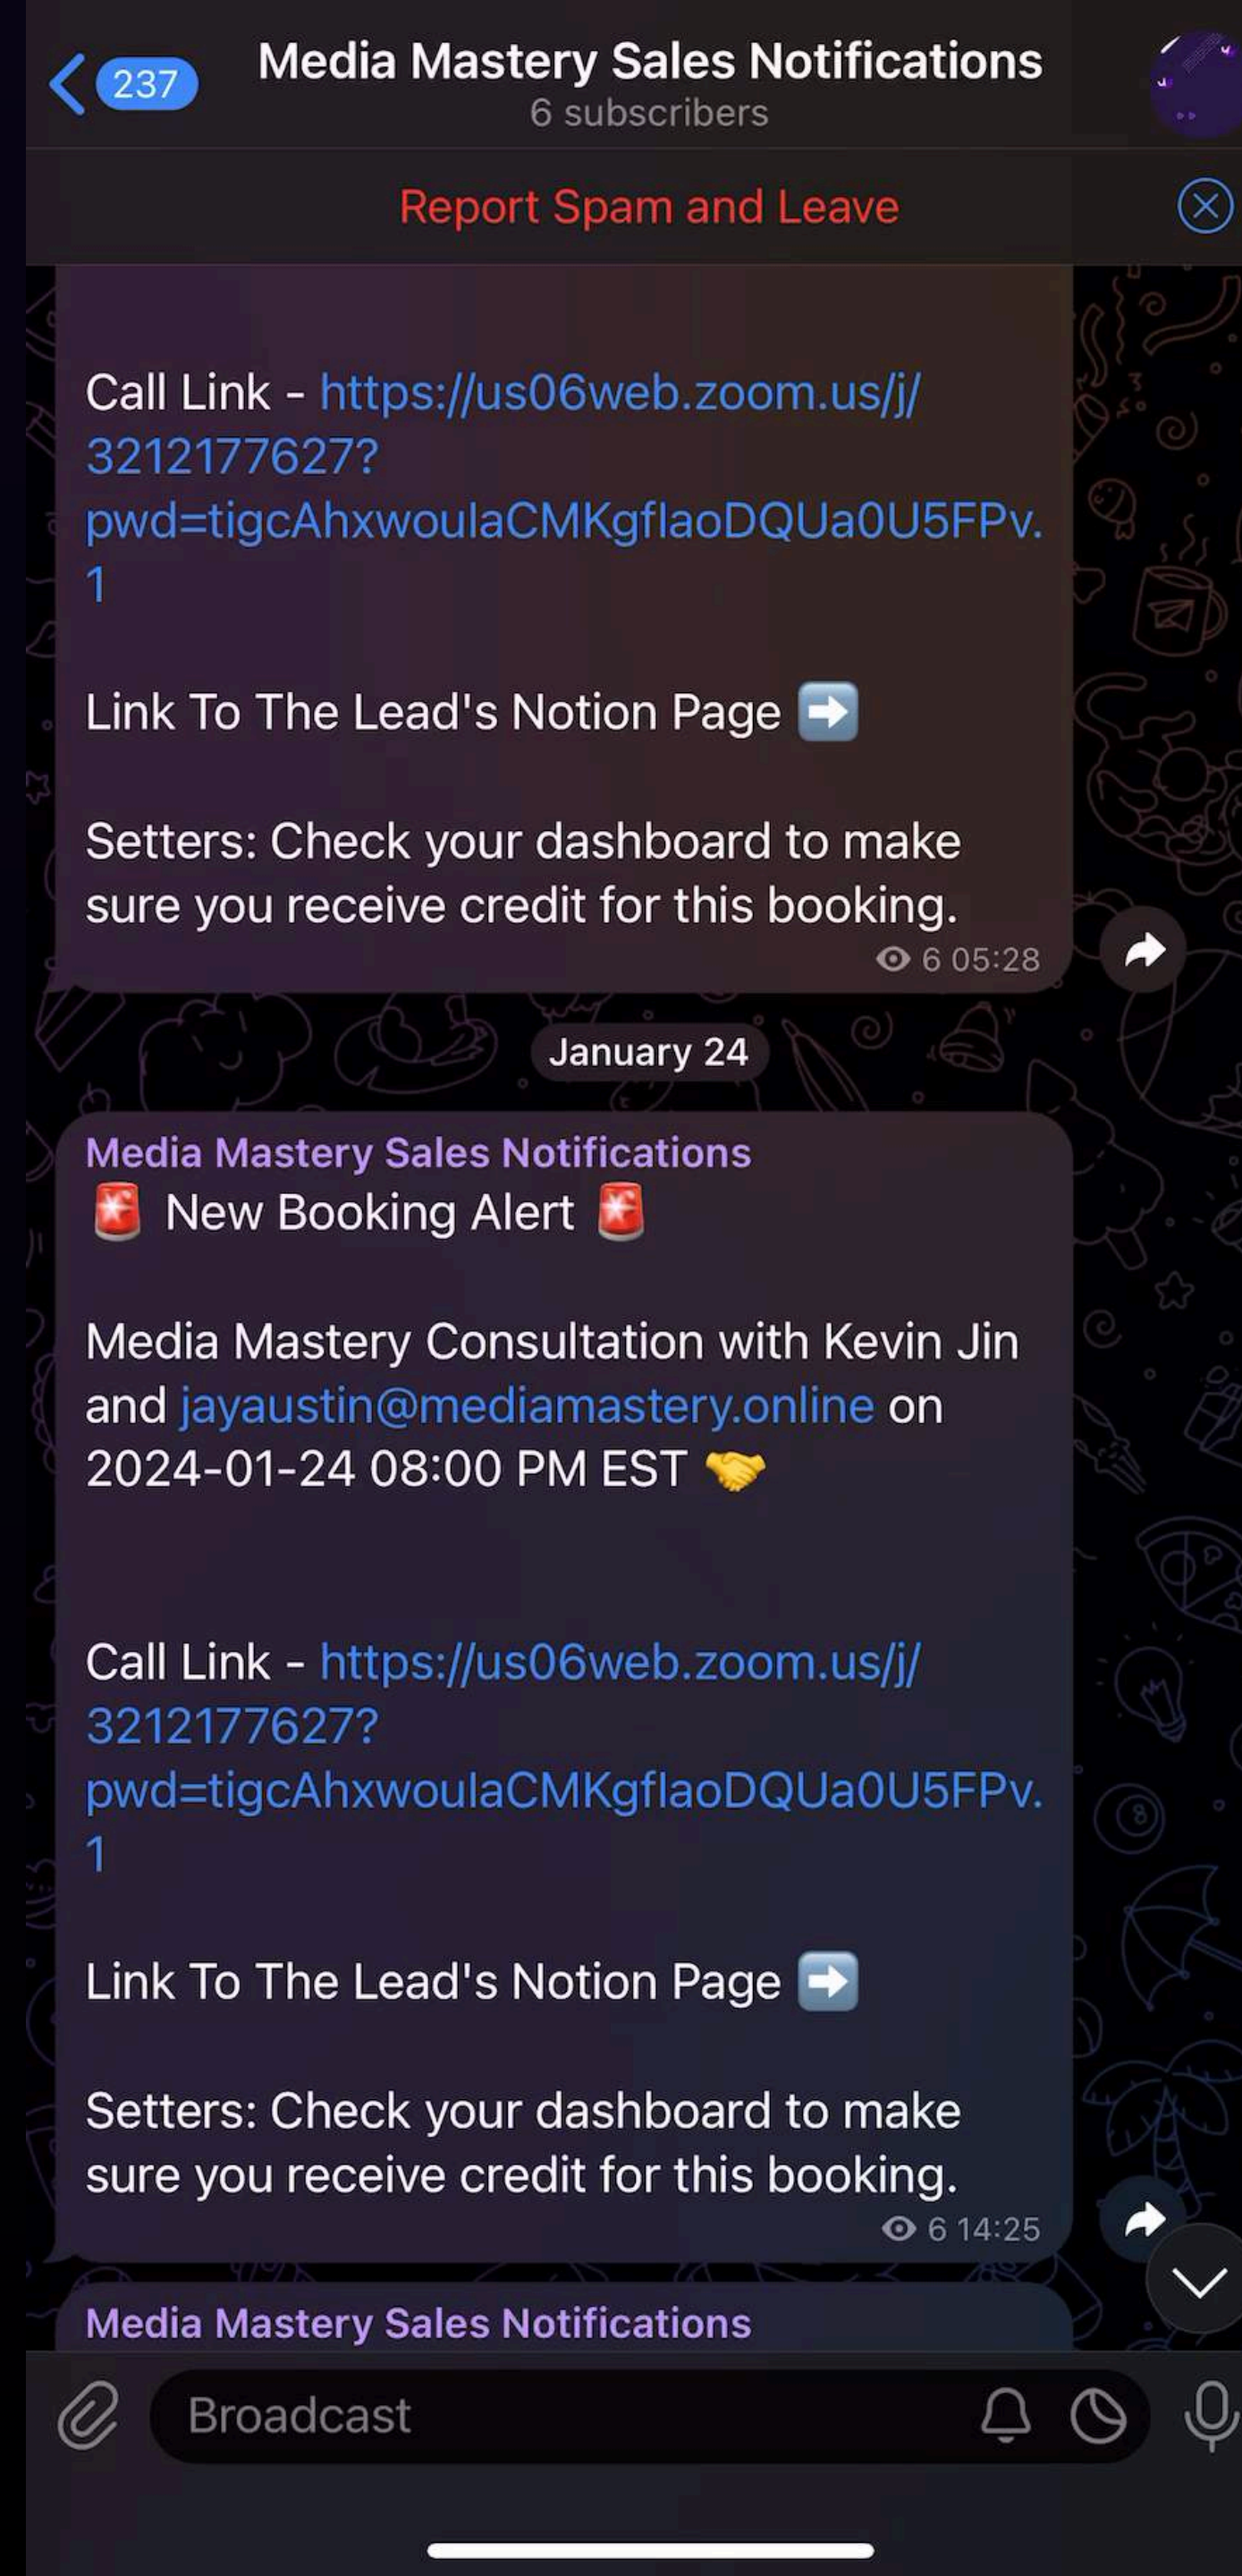 237
Media Mastery Sales Notifications
6 subscribers
Report Spam and Leave
Call Link - https://us06web.zoom.us/j/
3212177627?
pwd=tigcAhxwoulaCMKgflaoDQUa0U5FPv.
1
Link To The Lead's Notion Page ➡️
Setters: Check your dashboard to make
sure you receive credit for this booking.
6 05:28
January 24
Media Mastery Sales Notifications
🚨 New Booking Alert 🚨
Media Mastery Consultation with Kevin Jin
and jayaustin@mediamastery.online on
2024-01-24 08:00 PM EST 🤝
Call Link - https://us06web.zoom.us/j/
3212177627?
pwd=tigcAhxwoulaCMKgflaoDQUa0U5FPv.
1
Link To The Lead's Notion Page ➡️
Setters: Check your dashboard to make
sure you receive credit for this booking.
6 14:25
Media Mastery Sales Notifications
Broadcast